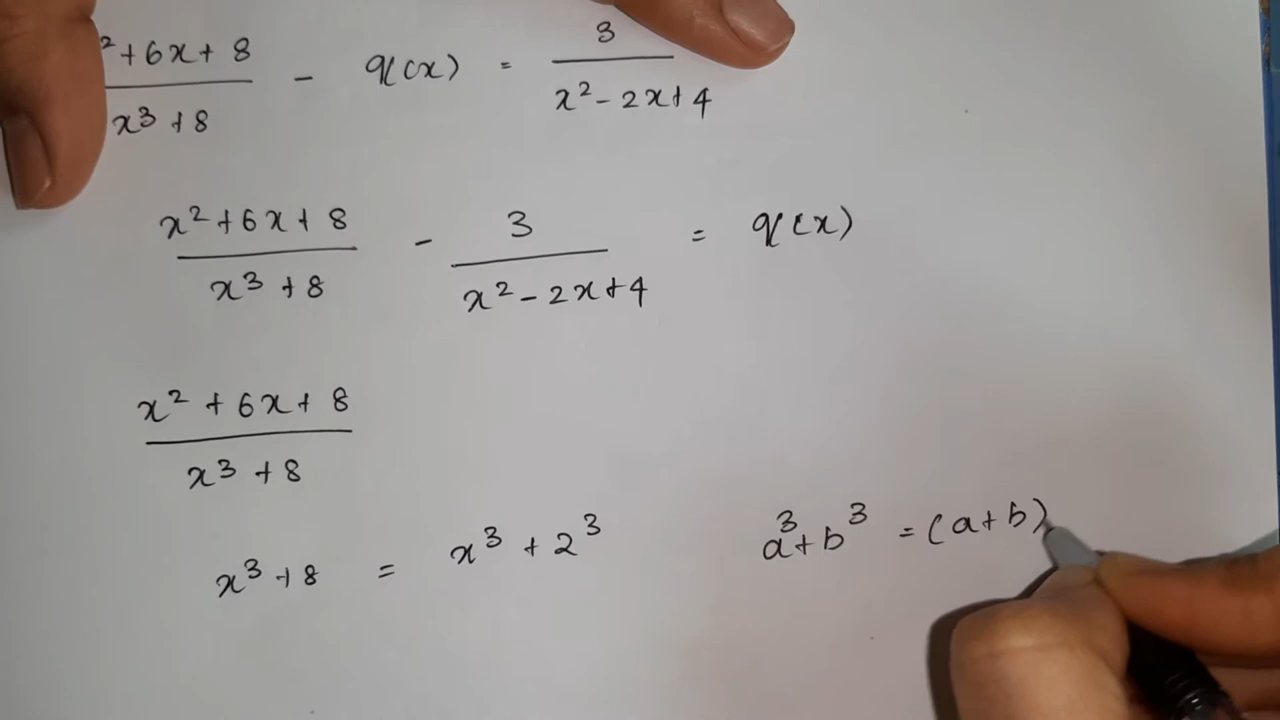 ² + 6x + 8 / x³ + 8 - q(x) = 3 / x² - 2x + 4
x² + 6x + 8 / x³ + 8 - 3 / x² - 2x + 4 = q(x)
x² + 6x + 8 / x³ + 8
x³ + 8 = x³ + 2³ a³ + b³ = (a + b)